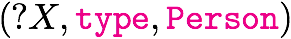 (?X, type, Person)